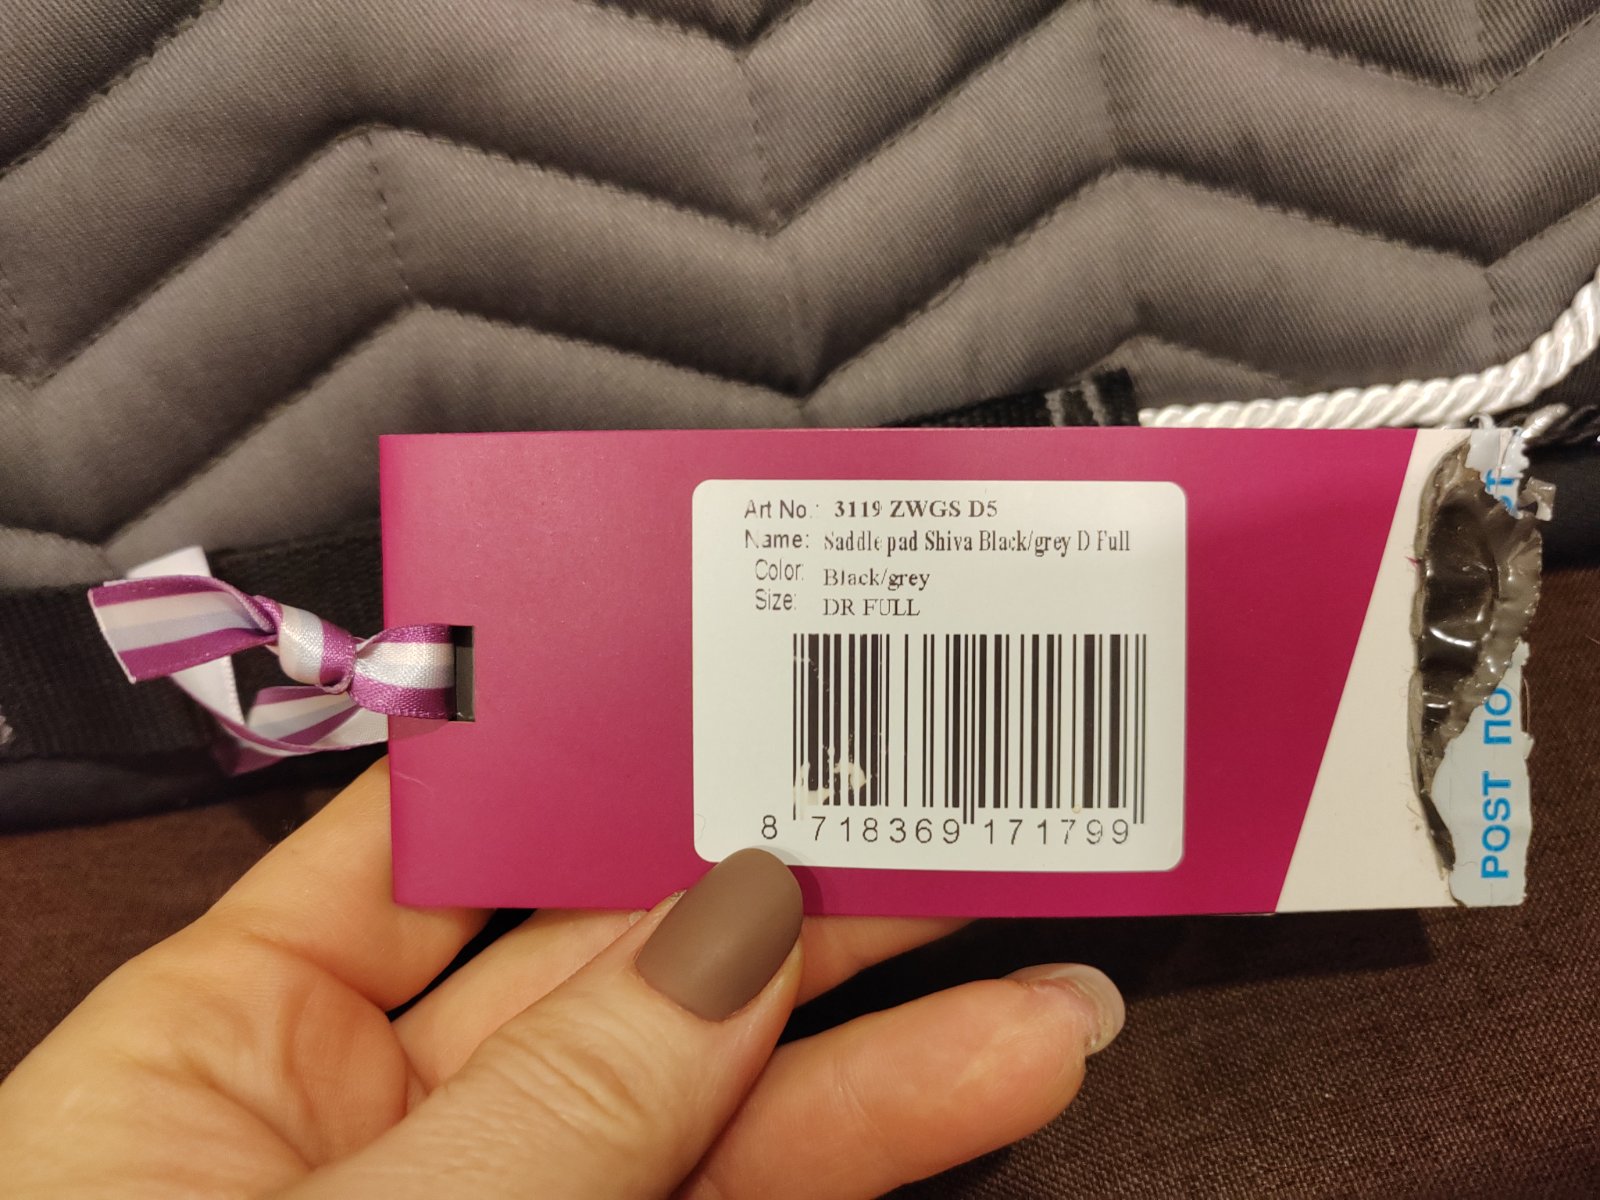 Art No.: 3119 ZWGS D5
Name: Saddle pad Shiva Black/grey D Full
Color: Black/grey
Size: DR FULL
8 718369 171799
POST ПО